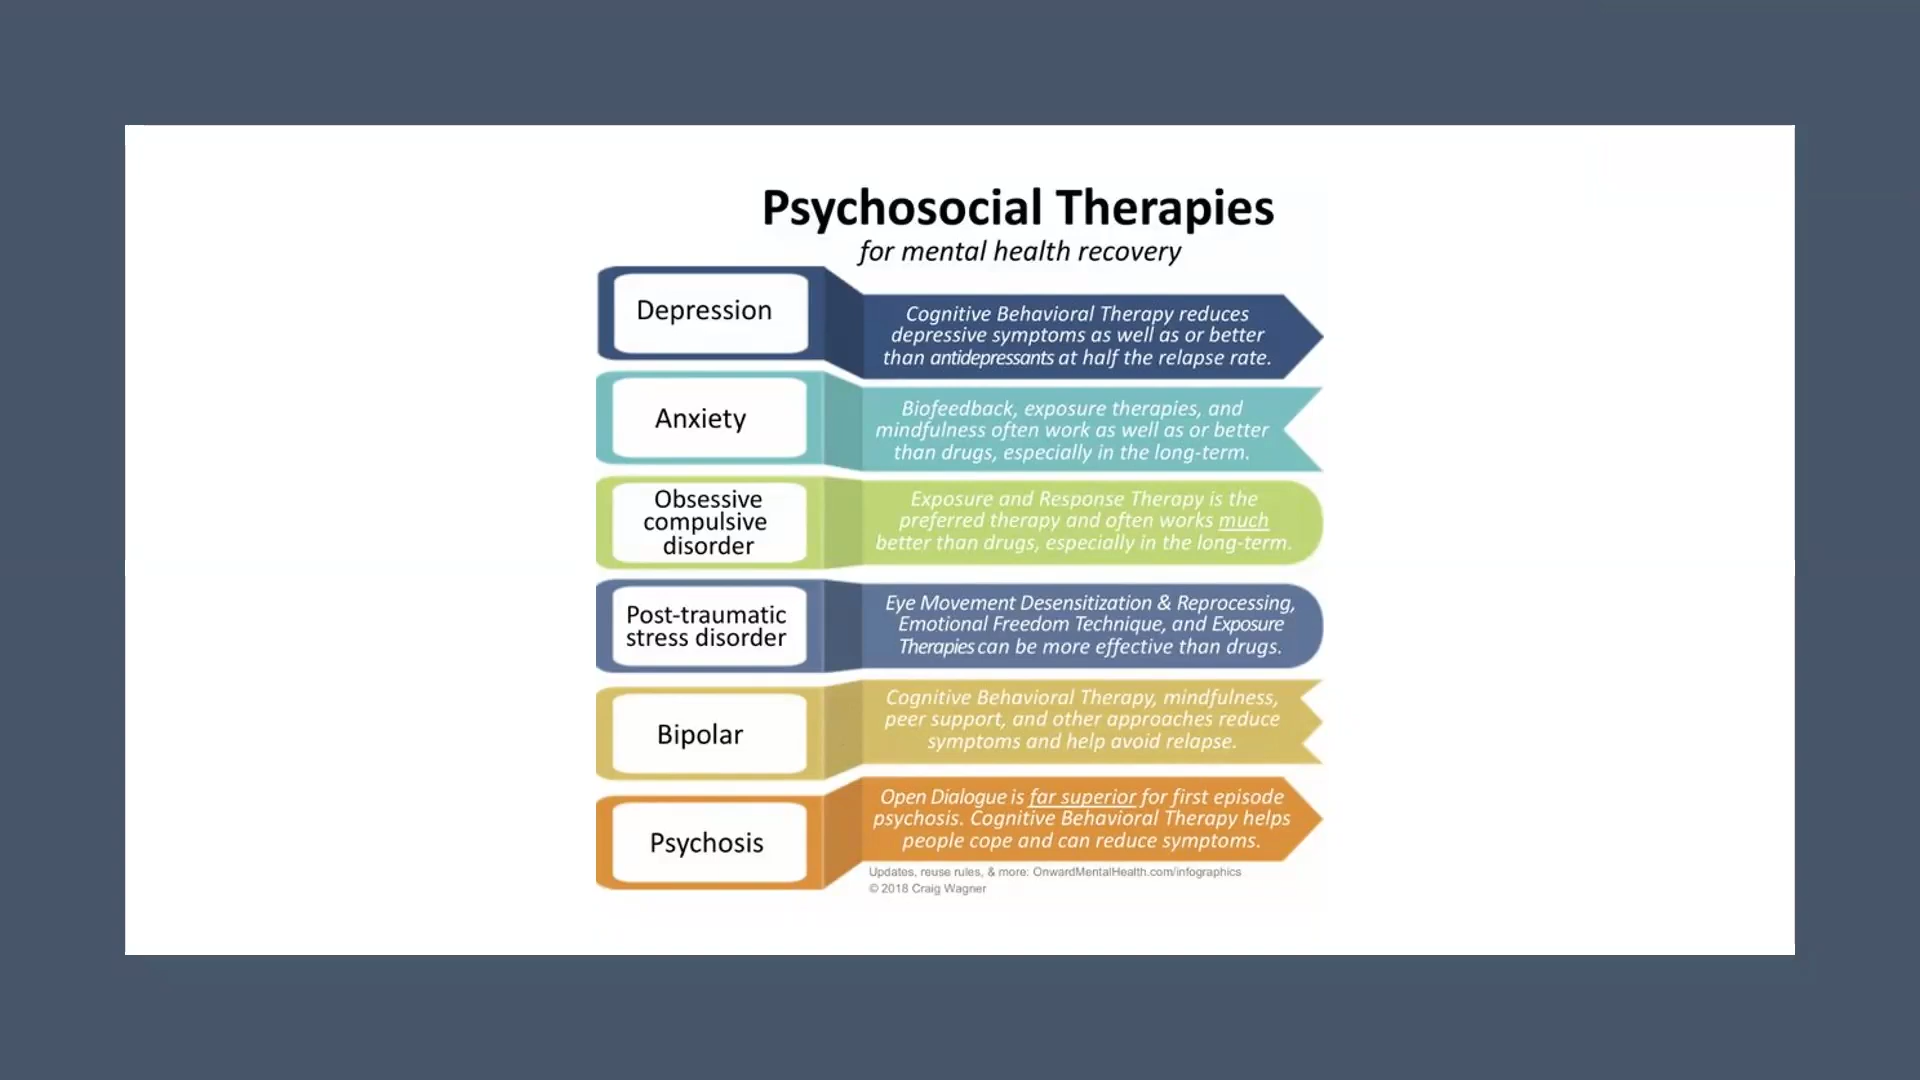 Psychosocial Therapies
for mental health recovery
Depression
Cognitive Behavioral Therapy reduces
depressive symptoms as well as or better
than antidepressants at half the relapse rate.
Anxiety
Biofeedback, exposure therapies, and
mindfulness often work as well as or better
than drugs, especially in the long-term.
Obsessive
compulsive
disorder
Exposure and Response Therapy is the
preferred therapy and often works much
better than drugs, especially in the long-term.
Post-traumatic
stress disorder
Eye Movement Desensitization & Reprocessing,
Emotional Freedom Technique, and Exposure
Therapies can be more effective than drugs.
Bipolar
Cognitive Behavioral Therapy, mindfulness,
peer support, and other approaches reduce
symptoms and help avoid relapse.
Psychosis
Open Dialogue is far superior for first episode
psychosis. Cognitive Behavioral Therapy helps
people cope and can reduce symptoms.
Updates, reuse rules, & more: OnwardMentalHealth.com/infographics
© 2018 Craig Wagner